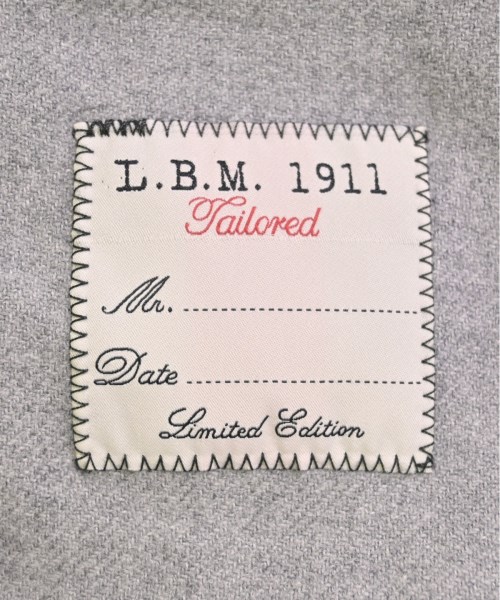 L.B.M. 1911
Tailored
Mr. ........................
Date ........................
Limited Edition